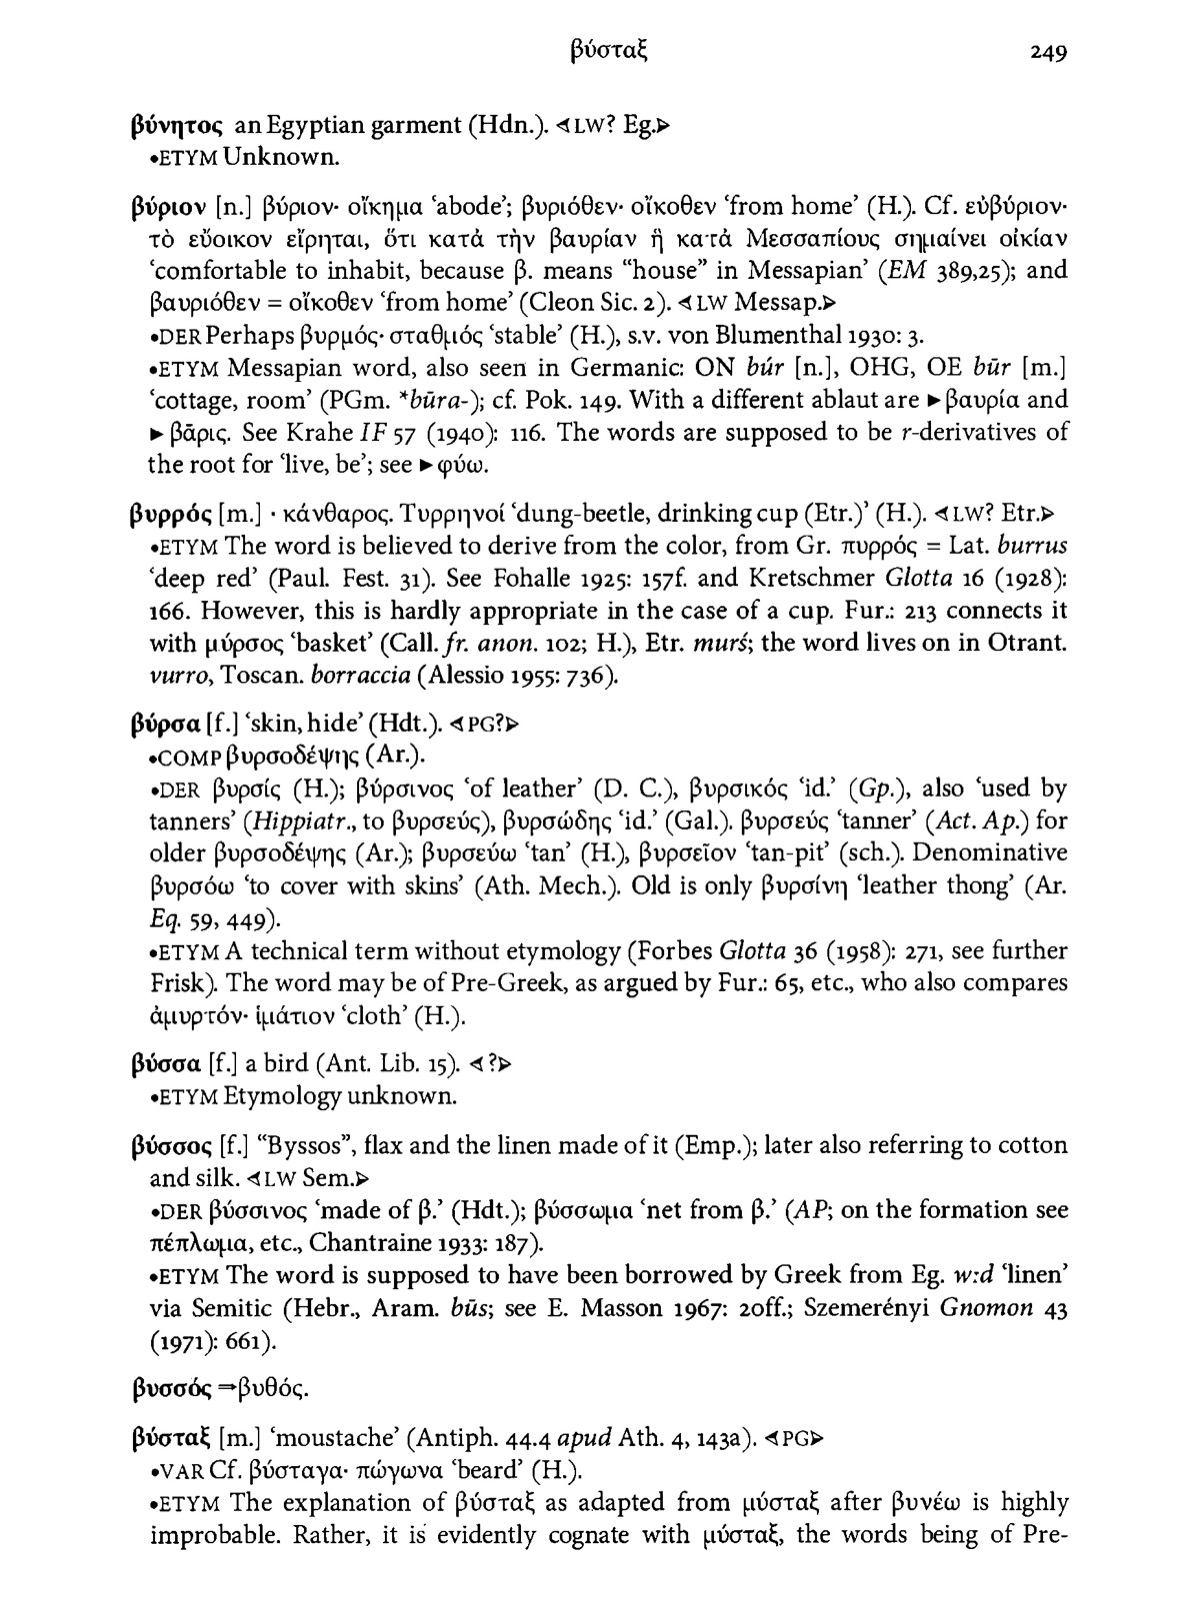 βύσταξ 249
βύνητος an Egyptian garment (Hdn.). ⊲LW? Eg.⊳
•ETYM Unknown.
βύριον [n.] βύριον· οἴκημα ‘abode’; βυριόθεν· οἴκοθεν ‘from home’ (H.). Cf. εὐβύριον·
τὸ εὔοικον εἴρηται, ὅτι κατὰ τὴν βαυρίαν ἢ κατὰ Μεσσαπίους σημαίνει οἰκίαν
‘comfortable to inhabit, because β. means “house” in Messapian’ (EM 389,25); and
βαυριόθεν = οἴκοθεν ‘from home’ (Cleon Sic. 2). ⊲LW Messap.⊳
•DER Perhaps βυρμός· σταθμός ‘stable’ (H.), s.v. von Blumenthal 1930: 3.
•ETYM Messapian word, also seen in Germanic: ON búr [n.], OHG, OE būr [m.]
‘cottage, room’ (PGm. *būra-); cf. Pok. 149. With a different ablaut are ►βαυρία and
►βᾶρις. See Krahe IF 57 (1940): 116. The words are supposed to be r-derivatives of
the root for ‘live, be’; see ►φύω.
βυρρός [m.] · κάνθαρος. Τυρρηνοί ‘dung-beetle, drinking cup (Etr.)’ (H.). ⊲LW? Etr.⊳
•ETYM The word is believed to derive from the color, from Gr. πυρρός = Lat. burrus
‘deep red’ (Paul. Fest. 31). See Fohalle 1925: 157f. and Kretschmer Glotta 16 (1928):
166. However, this is hardly appropriate in the case of a cup. Fur.: 213 connects it
with μύρσος ‘basket’ (Call. fr. anon. 102; H.), Etr. murś; the word lives on in Otrant.
vurro, Toscan. borraccia (Alessio 1955: 736).
βύρσα [f.] ‘skin, hide’ (Hdt.). ⊲PG?⊳
•COMP βυρσοδέψης (Ar.).
•DER βυρσίς (H.); βύρσινος ‘of leather’ (D. C.), βυρσικός ‘id.’ (Gp.), also ‘used by
tanners’ (Hippiatr., to βυρσεύς), βυρσώδης ‘id.’ (Gal.). βυρσεύς ‘tanner’ (Act. Ap.) for
older βυρσοδέψης (Ar.); βυρσεύω ‘tan’ (H.), βυρσεῖον ‘tan-pit’ (sch.). Denominative
βυρσόω ‘to cover with skins’ (Ath. Mech.). Old is only βυρσίνη ‘leather thong’ (Ar.
Eq. 59, 449).
•ETYM A technical term without etymology (Forbes Glotta 36 (1958): 271, see further
Frisk). The word may be of Pre-Greek, as argued by Fur.: 65, etc., who also compares
ἀμυρτόν· ἱμάτιον ‘cloth’ (H.).
βύσσα [f.] a bird (Ant. Lib. 15). ⊲?⊳
•ETYM Etymology unknown.
βύσσος [f.] “Byssos”, flax and the linen made of it (Emp.); later also referring to cotton
and silk. ⊲LW Sem.⊳
•DER βύσσινος ‘made of β.’ (Hdt.); βύσσωμα ‘net from β.’ (AP; on the formation see
πέπλωμα, etc., Chantraine 1933: 187).
•ETYM The word is supposed to have been borrowed by Greek from Eg. w:d ‘linen’
via Semitic (Hebr., Aram. būs; see E. Masson 1967: 20ff.; Szemerényi Gnomon 43
(1971): 661).
βυσσός ⇒βυθός.
βύσταξ [m.] ‘moustache’ (Antiph. 44.4 apud Ath. 4, 143a). ⊲PG⊳
•VAR Cf. βύσταγα· πώγωνα ‘beard’ (H.).
•ETYM The explanation of βύσταξ as adapted from μύσταξ after βυνέω is highly
improbable. Rather, it is evidently cognate with μύσταξ, the words being of Pre-